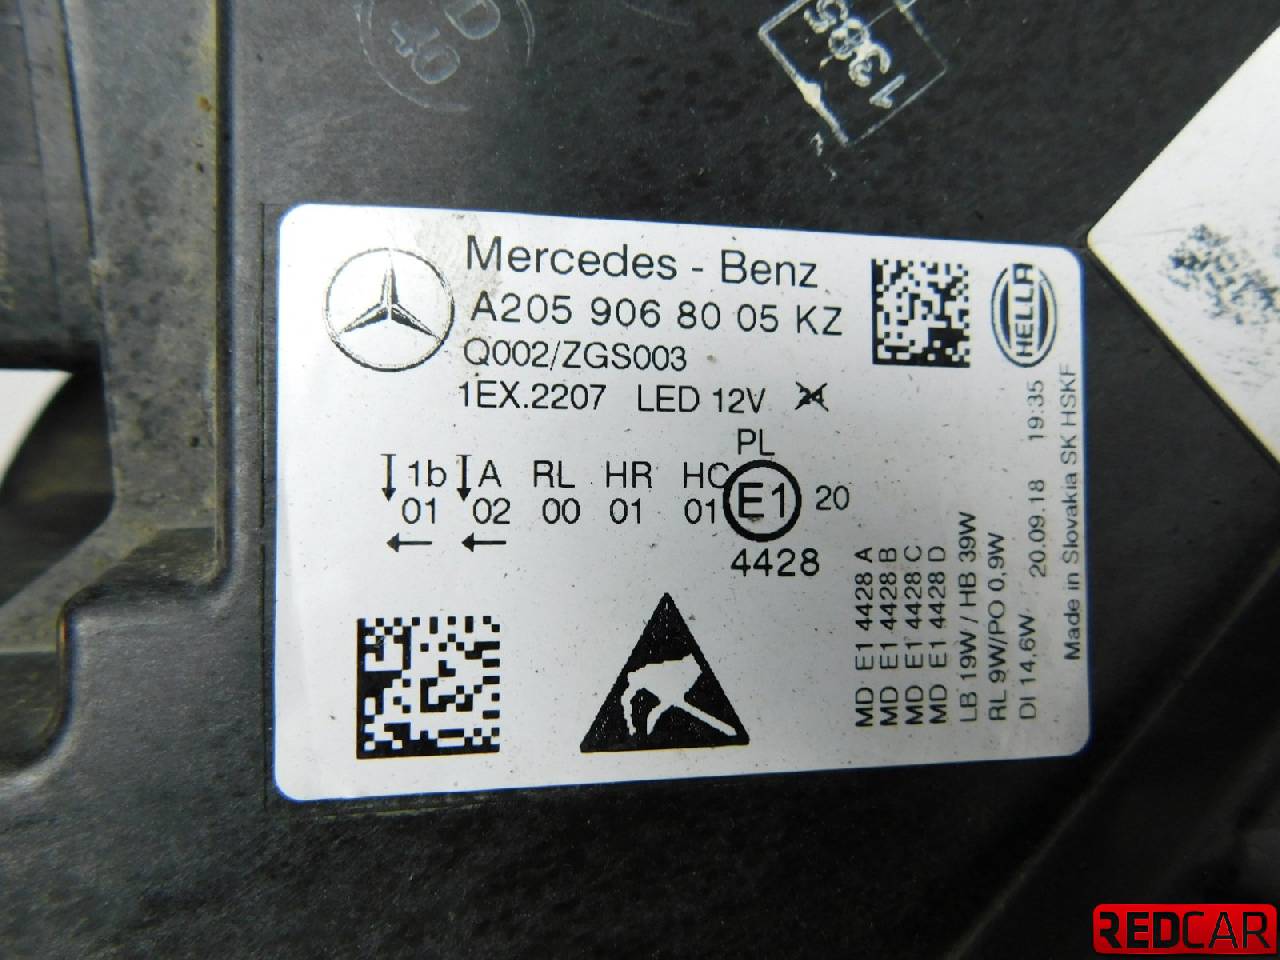 D
01
1385
Mercedes - Benz
A205 906 80 05 KZ
Q002/ZGS003
1EX.2207 LED 12V 24
PL
1b A RL HR HC E1 20
01 02 00 01 01
4428
HELLA
MD E1 4428 A
MD E1 4428 B
MD E1 4428 C
MD E1 4428 D
LB 19W / HB 39W
RL 9W/PO 0,9W
DI 14,6W 20.09.18 19:35
Made in Slovakia SK HSKF
REDCAR